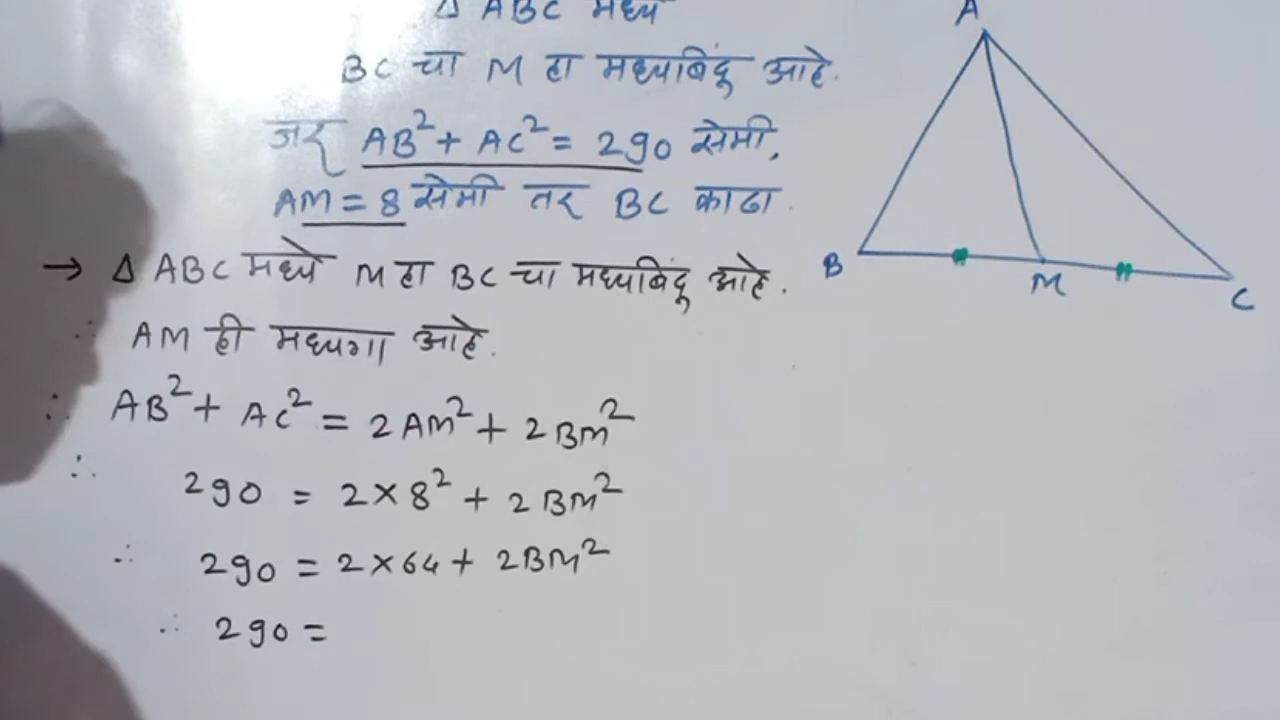 Δ ABC मध्ये
BC चा M हा मध्यबिंदू आहे.
जर AB² + AC² = 290 सेमी,
AM = 8 सेमी तर BC काढा.
→ Δ ABC मध्ये M हा BC चा मध्यबिंदू आहे.
∴ AM ही मध्यगा आहे.
∴ AB² + AC² = 2AM² + 2BM²
∴ 290 = 2 × 8² + 2BM²
∴ 290 = 2 × 64 + 2BM²
∴ 290 =
A
B
M
C